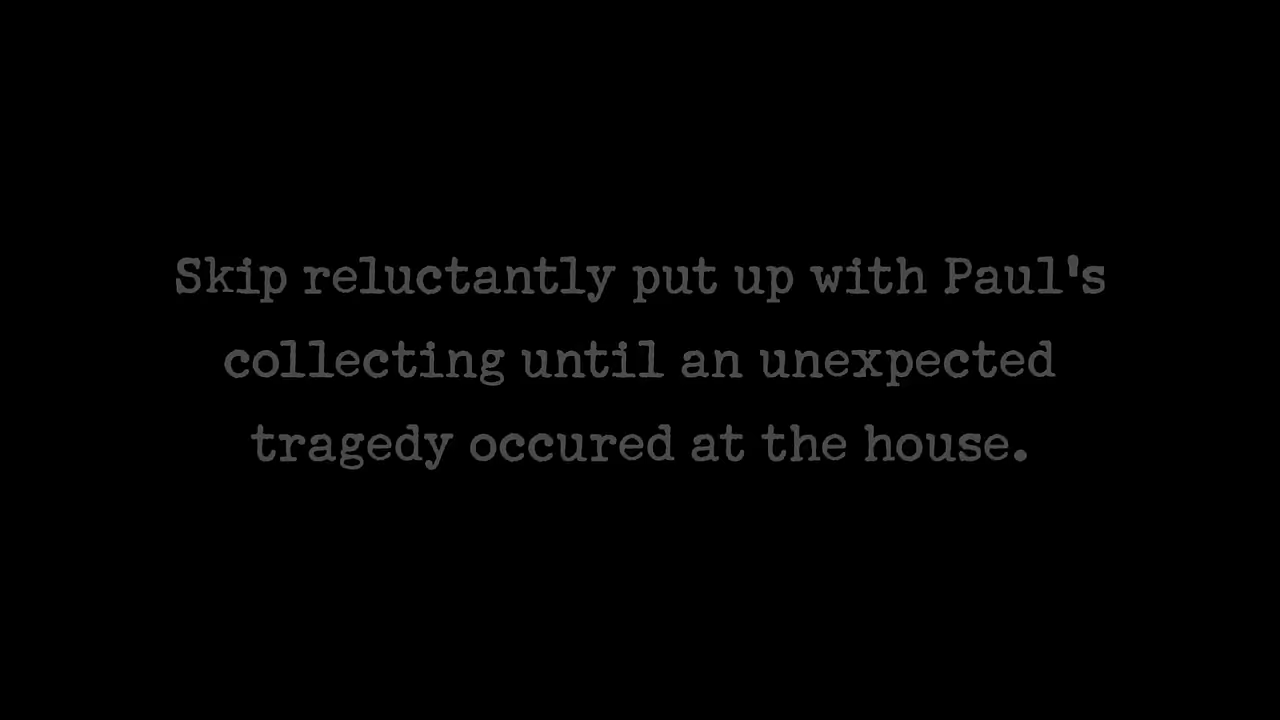 Skip reluctantly put up with Paul's
collecting until an unexpected
tragedy occured at the house.